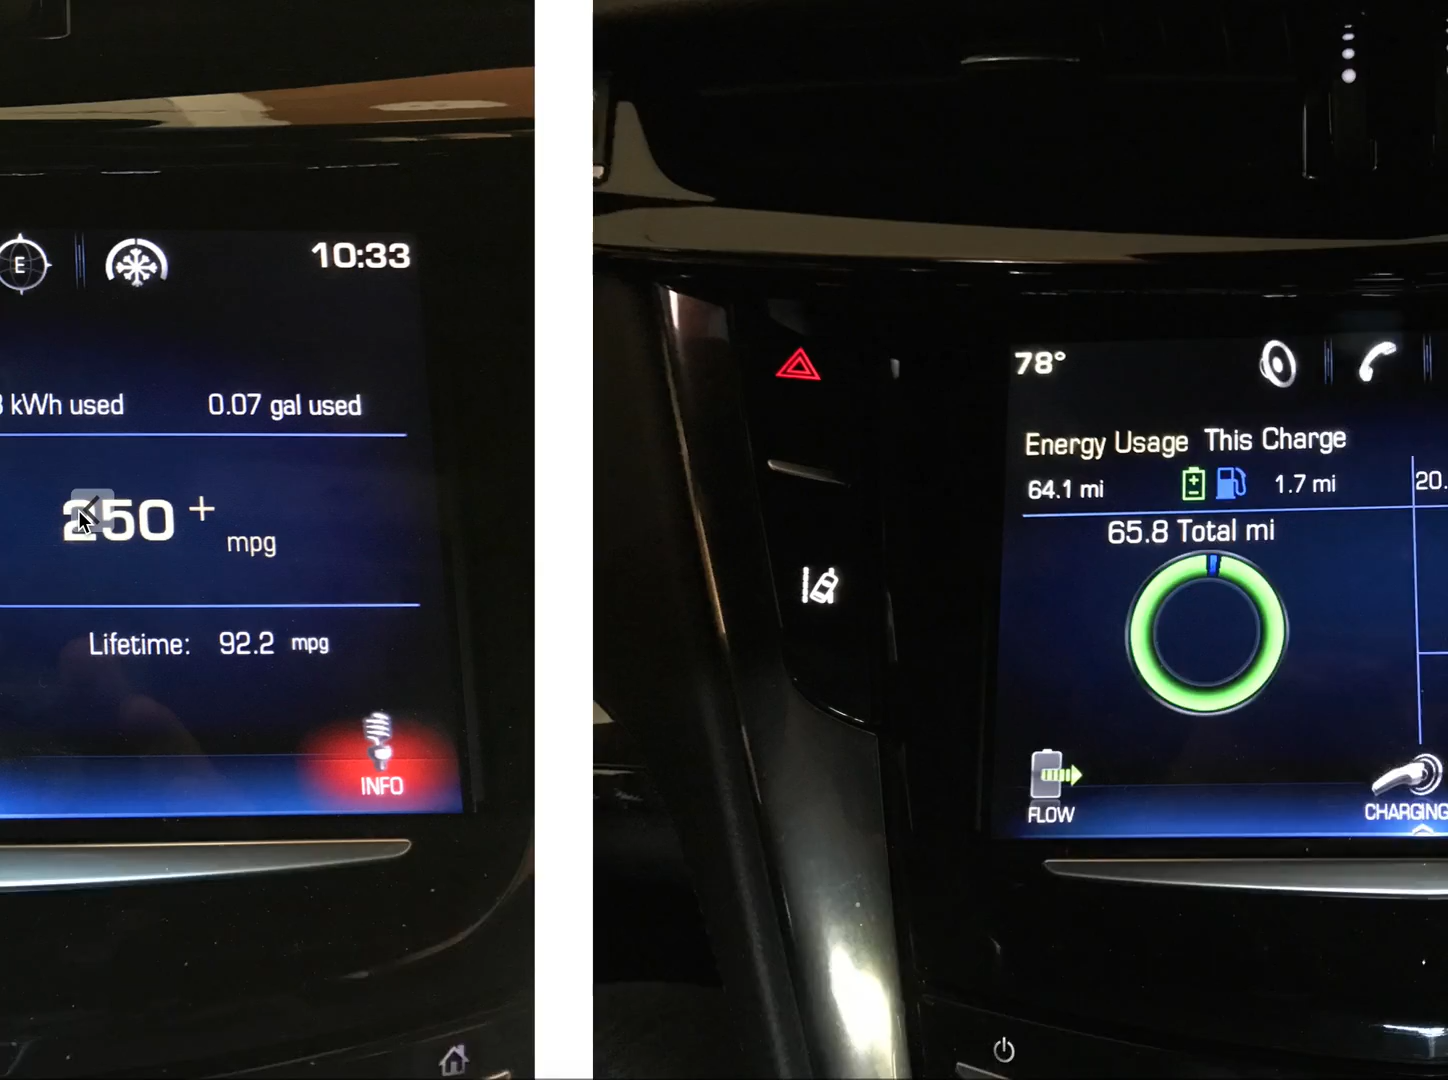 E
10:33
kWh used
0.07 gal used
250 +
mpg
Lifetime: 92.2 mpg
INFO
78°
Energy Usage This Charge
64.1 mi
1.7 mi
20.
65.8 Total mi
FLOW
CHARGING